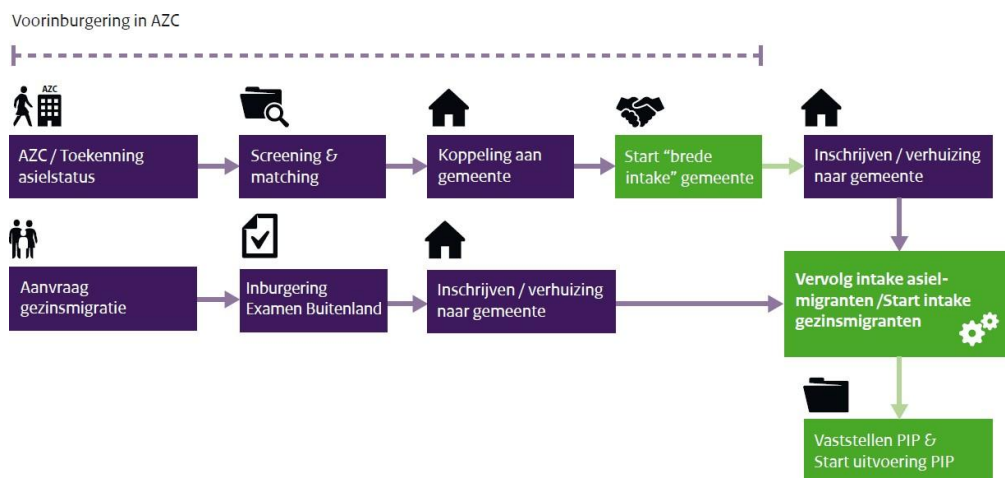 Voorinburgering in AZC
AZC
AZC / Toekenning
asielstatus
Screening &
matching
Koppeling aan
gemeente
Start “brede
intake” gemeente
Inschrijven / verhuizing
naar gemeente
Aanvraag
gezinsmigratie
Inburgering
Examen Buitenland
Inschrijven / verhuizing
naar gemeente
Vervolg intake asiel-
migranten /Start intake
gezinsmigranten
Vaststellen PIP &
Start uitvoering PIP